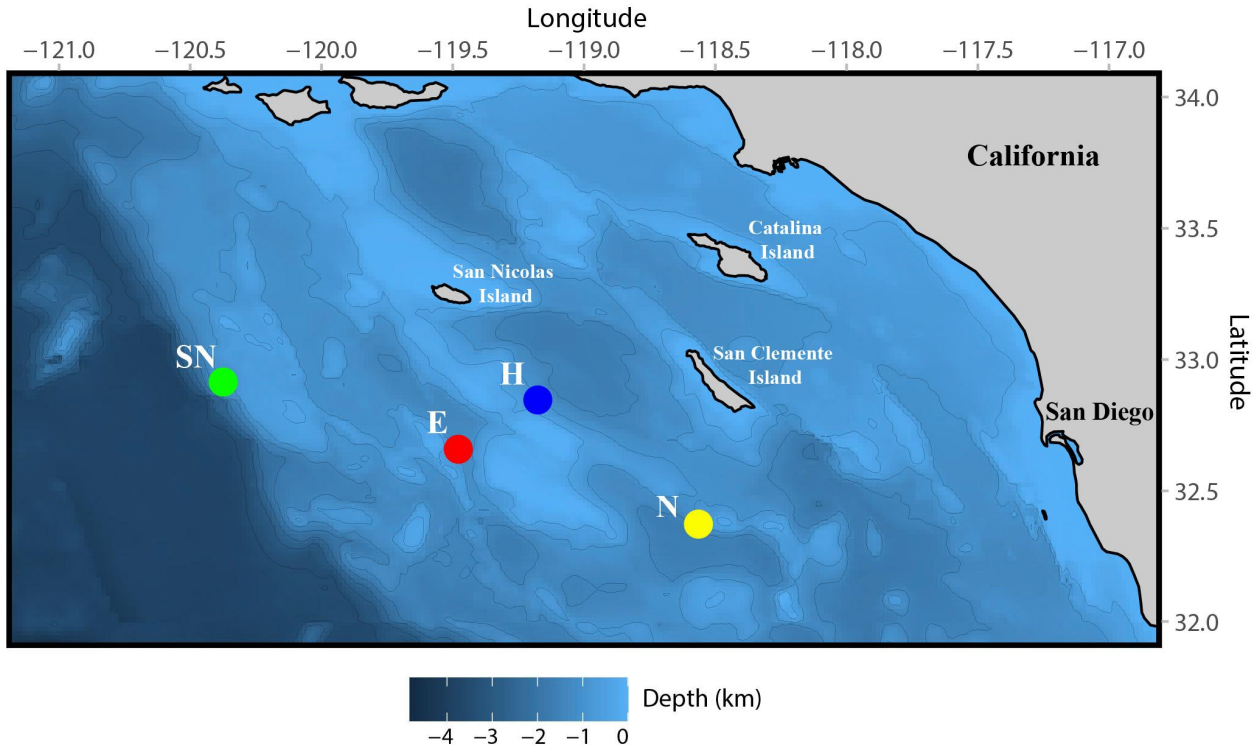 Longitude
−121.0 −120.5 −120.0 −119.5 −119.0 −118.5 −118.0 −117.5 −117.0
34.0
California
33.5
Catalina
Island
San Nicolas
Island
Latitude
33.0
SN
San Clemente
Island
H
San Diego
E
32.5
N
32.0
Depth (km)
−4 −3 −2 −1 0